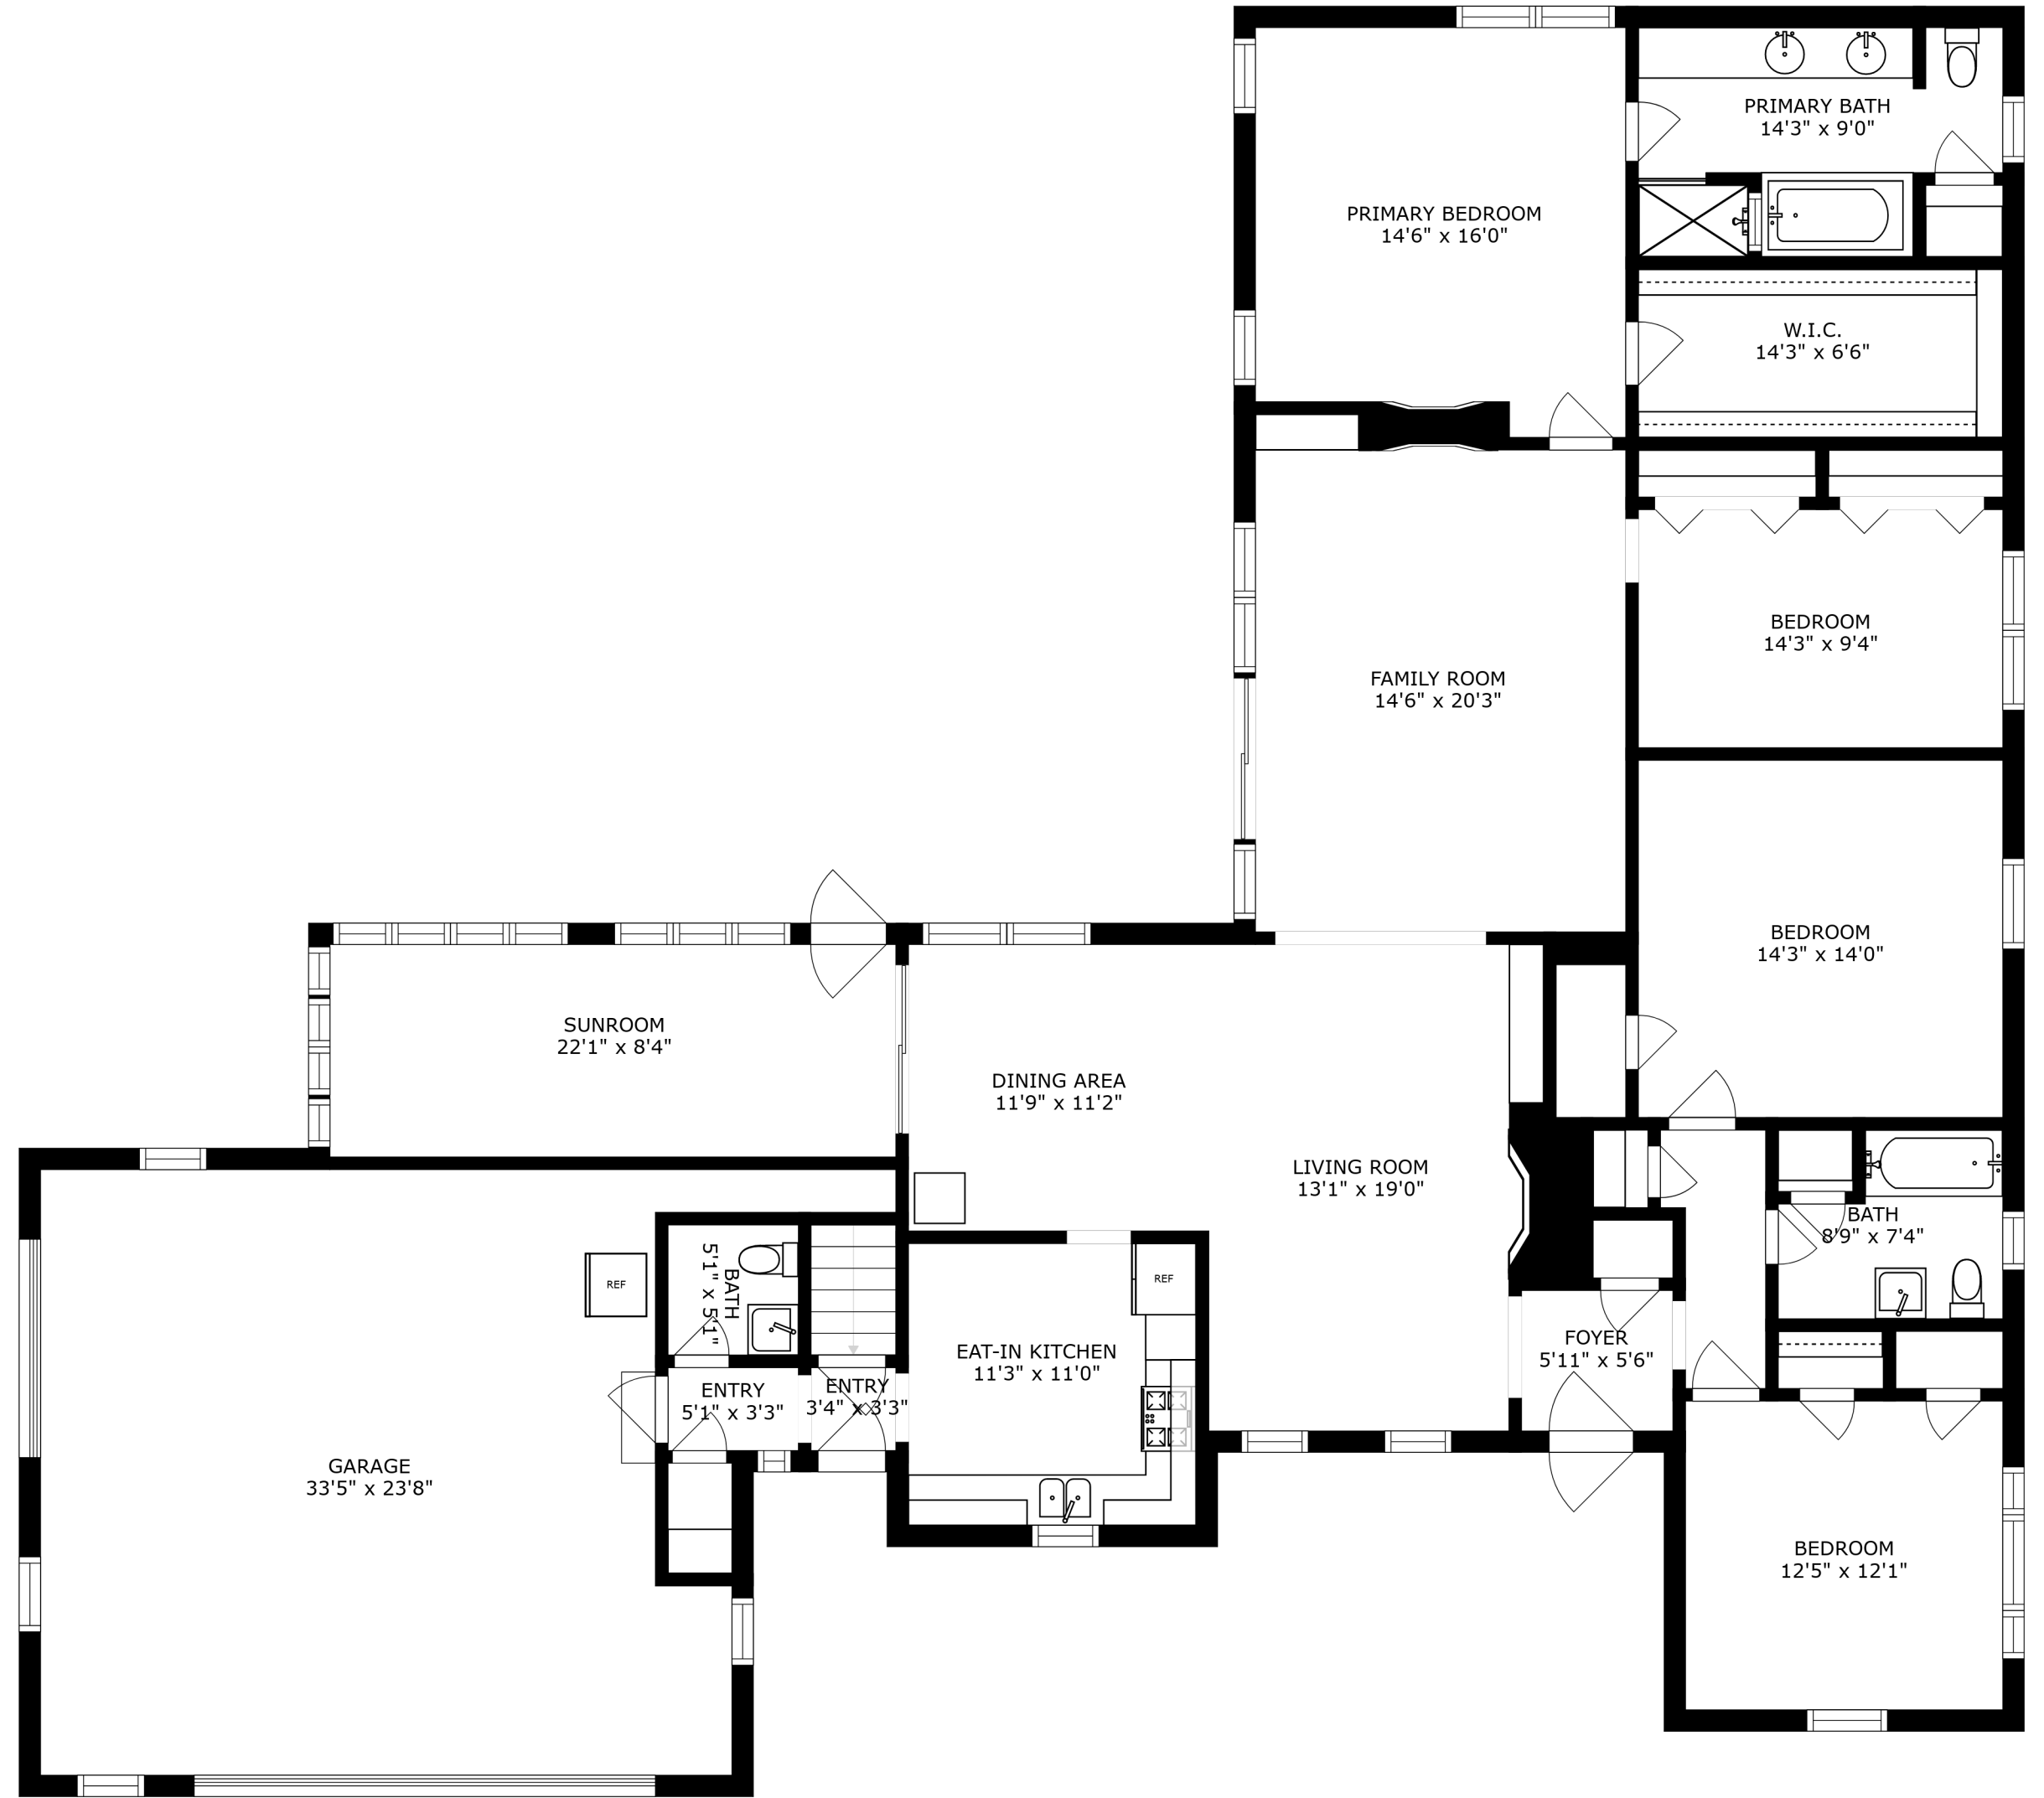 PRIMARY BATH
14'3" x 9'0"
PRIMARY BEDROOM
14'6" x 16'0"
W.I.C.
14'3" x 6'6"
BEDROOM
14'3" x 9'4"
FAMILY ROOM
14'6" x 20'3"
BEDROOM
14'3" x 14'0"
SUNROOM
22'1" x 8'4"
DINING AREA
11'9" x 11'2"
LIVING ROOM
13'1" x 19'0"
BATH
8'9" x 7'4"
REF
BATH
5'1" x 5'1"
REF
FOYER
5'11" x 5'6"
EAT-IN KITCHEN
11'3" x 11'0"
ENTRY
5'1" x 3'3"
ENTRY
3'4" x 3'3"
GARAGE
33'5" x 23'8"
BEDROOM
12'5" x 12'1"